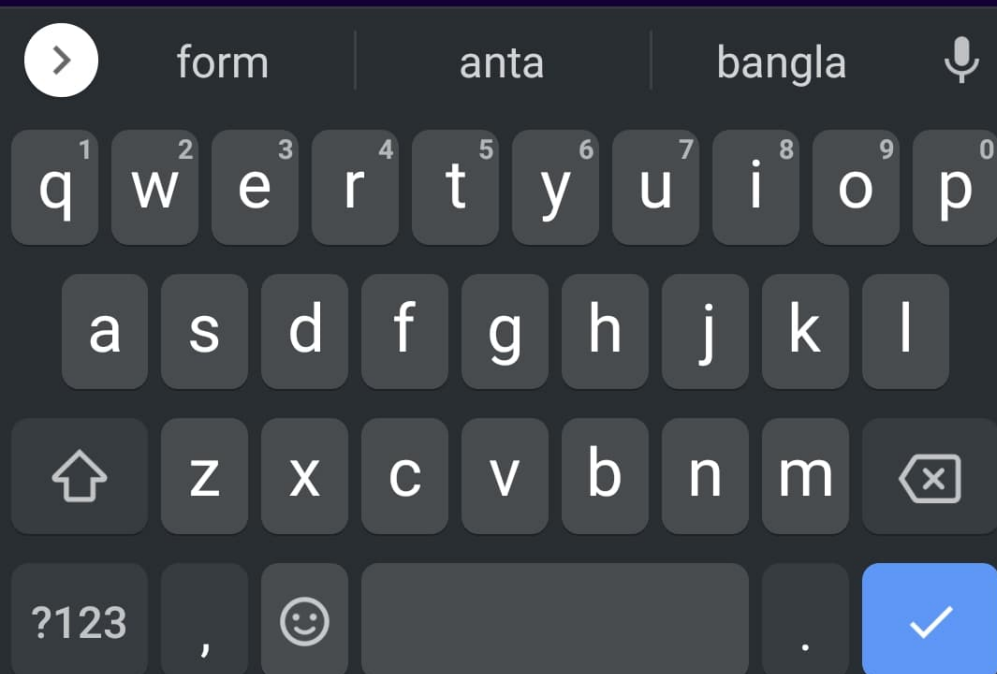 form anta bangla
q 1 w 2 e 3 r 4 t 5 y 6 u 7 i 8 o 9 p 0
a s d f g h j k l
z x c v b n m
?123 , .